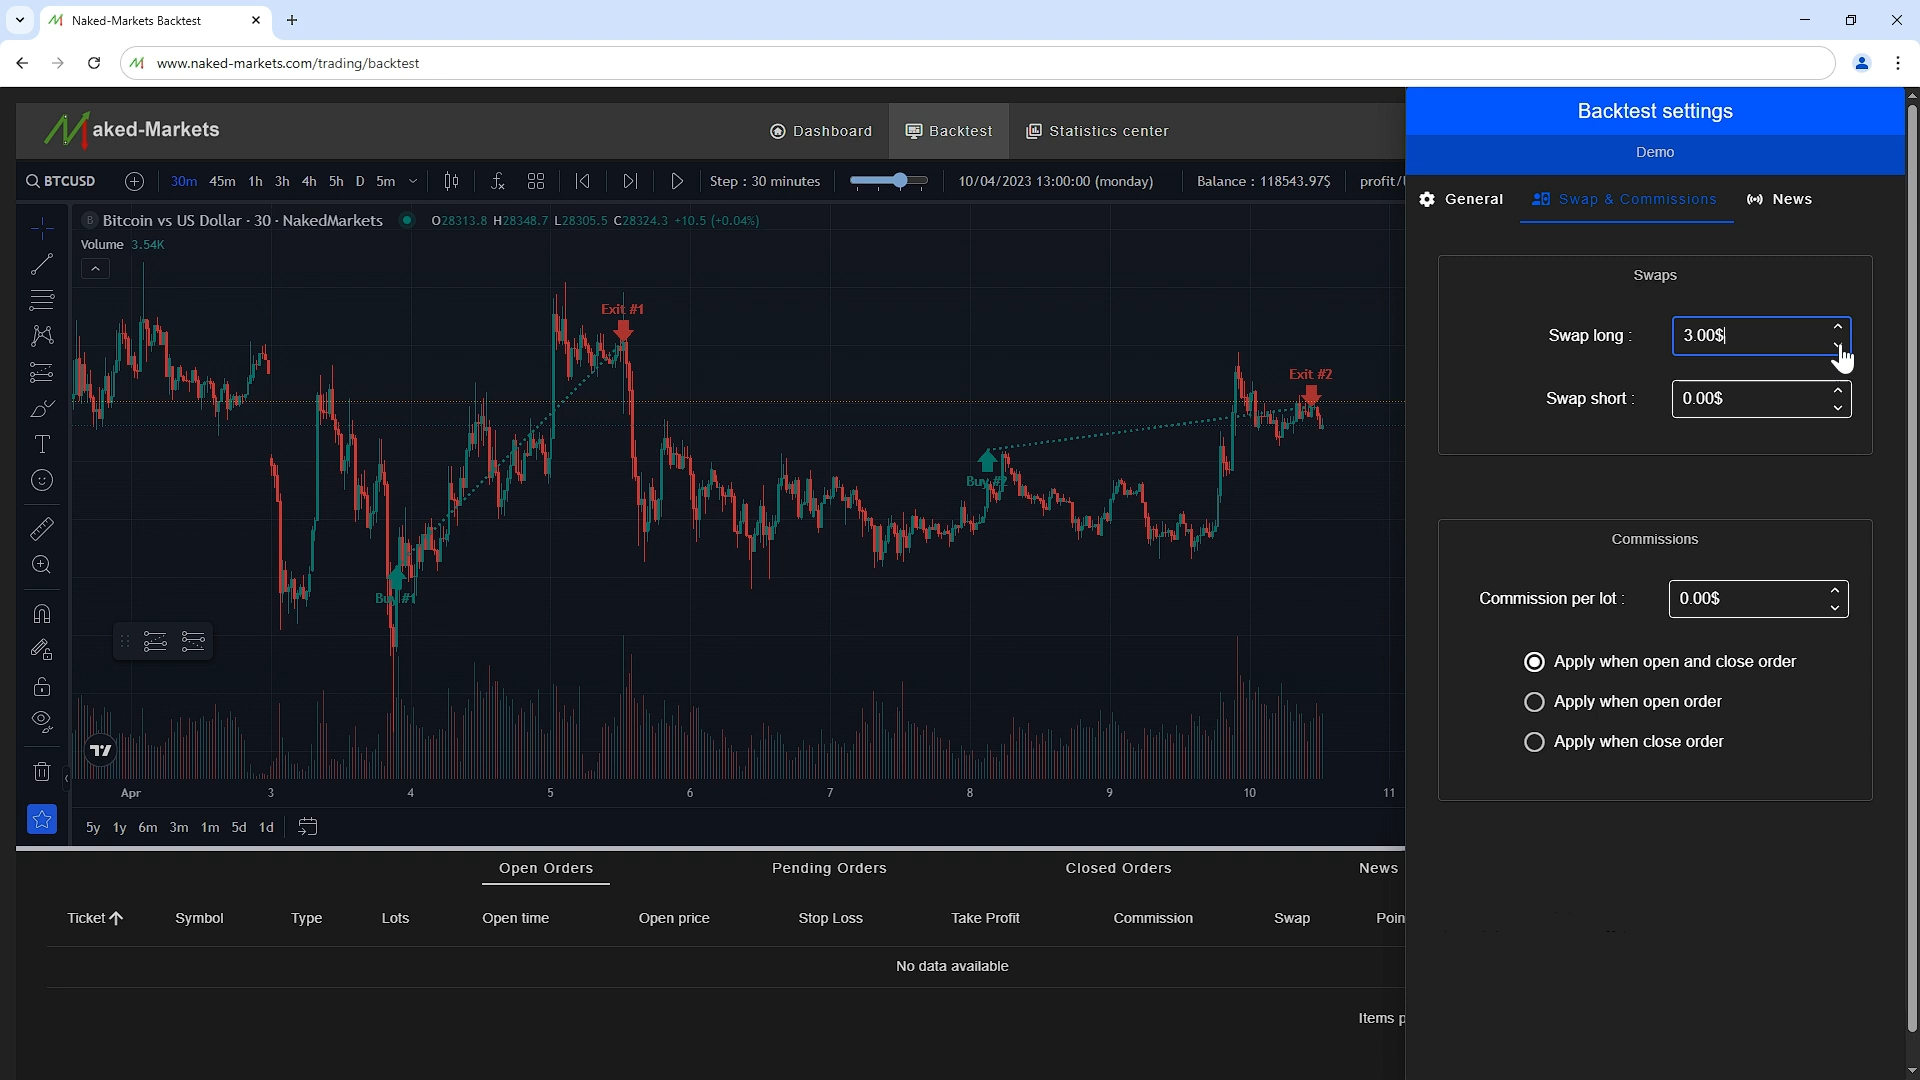 Naked-Markets Backtest
www.naked-markets.com/trading/backtest
aked-Markets
Dashboard
Backtest
Statistics center
BTCUSD
30m 45m 1h 3h 4h 5h D 5m
Step : 30 minutes
10/04/2023 13:00:00 (monday)
Balance : 118543.97$
profit/
B Bitcoin vs US Dollar · 30 · NakedMarkets
O28313.8 H28348.7 L28305.5 C28324.3 +10.5 (+0.04%)
Volume 3.54K
Exit #1
Exit #2
Buy #2
Buy #1
Apr 3 4 5 6 7 8 9 10 11
5y 1y 6m 3m 1m 5d 1d
Open Orders
Pending Orders
Closed Orders
News
Ticket Symbol Type Lots Open time Open price Stop Loss Take Profit Commission Swap Poin
No data available
Items p
Backtest settings
Demo
General
Swap & Commissions
News
Swaps
Swap long : 3.00$
Swap short : 0.00$
Commissions
Commission per lot : 0.00$
Apply when open and close order
Apply when open order
Apply when close order